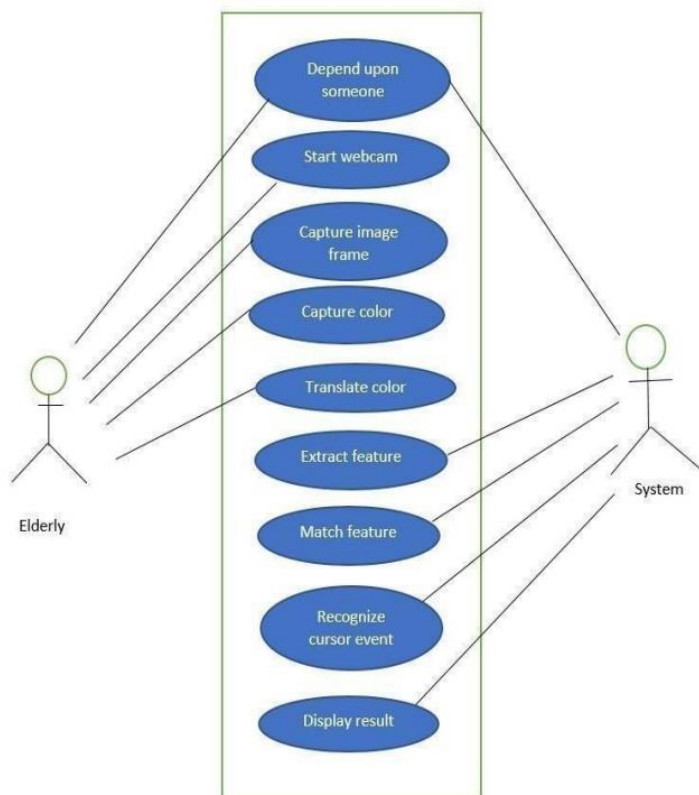 Depend upon
someone
Start webcam
Capture image
frame
Capture color
Translate color
Extract feature
Match feature
Recognize
cursor event
Display result
Elderly
System